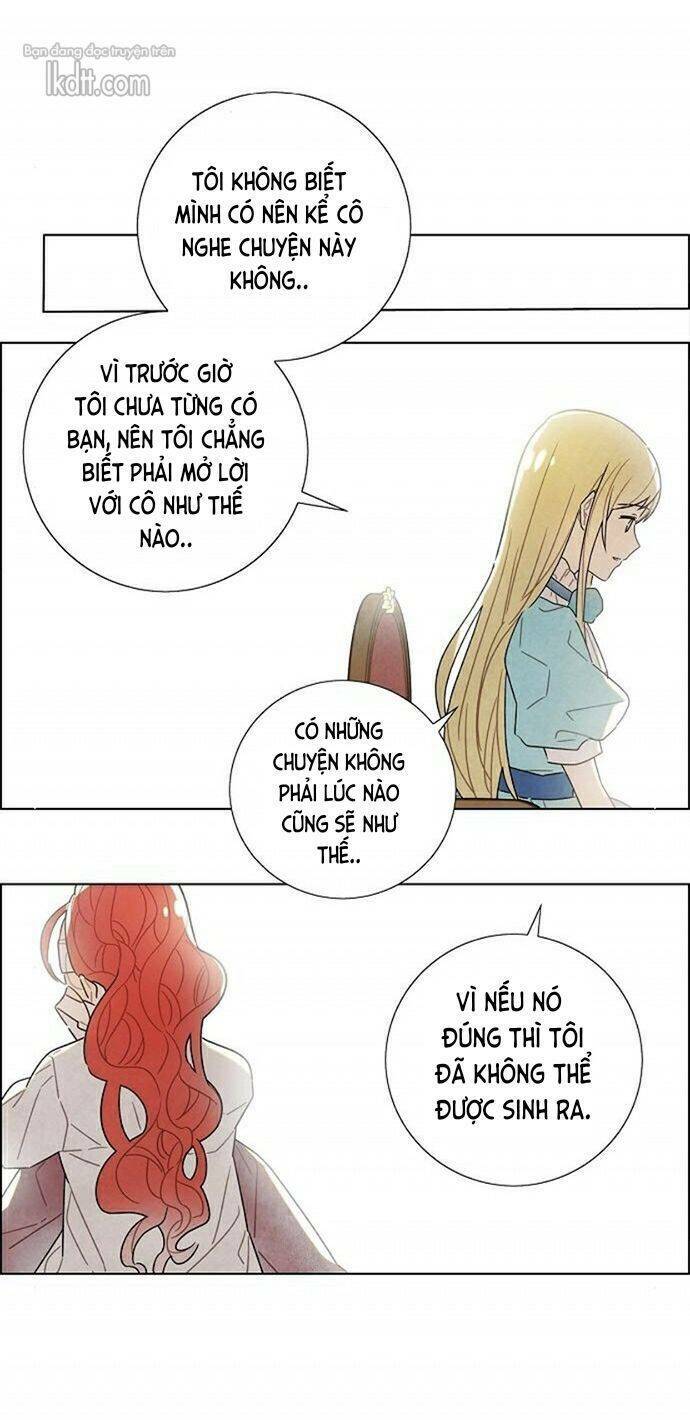 Bạn đang đọc truyện trên
lkdtt.com
TÔI KHÔNG BIẾT
MÌNH CÓ NÊN KỂ CÔ
NGHE CHUYỆN NÀY
KHÔNG..
VÌ TRƯỚC GIỜ
TÔI CHƯA TỪNG CÓ
BẠN, NÊN TÔI CHẲNG
BIẾT PHẢI MỞ LỜI
VỚI CÔ NHƯ THẾ
NÀO..
CÓ NHỮNG
CHUYỆN KHÔNG
PHẢI LÚC NÀO
CŨNG SẼ NHƯ
THẾ..
VÌ NẾU NÓ
ĐÚNG THÌ TÔI
ĐÃ KHÔNG THỂ
ĐƯỢC SINH RA.